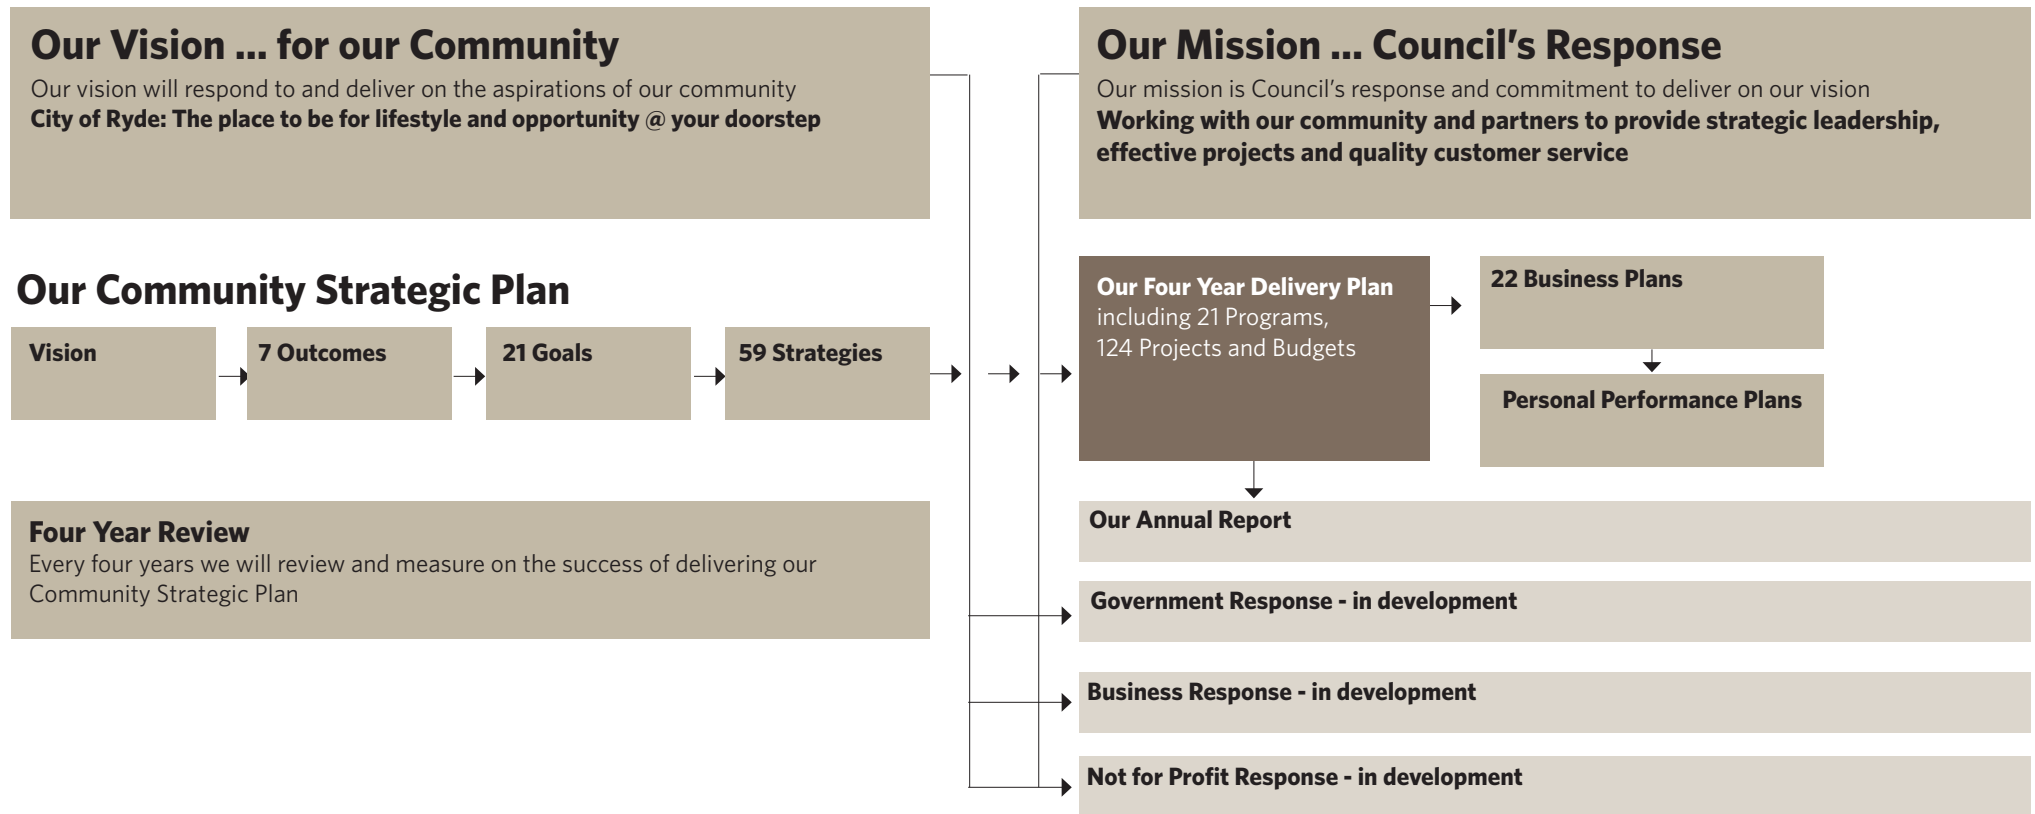 Our Vision ... for our Community
Our vision will respond to and deliver on the aspirations of our community
City of Ryde: The place to be for lifestyle and opportunity @ your doorstep
Our Mission ... Council’s Response
Our mission is Council’s response and commitment to deliver on our vision
Working with our community and partners to provide strategic leadership,
effective projects and quality customer service
Our Community Strategic Plan
Vision
7 Outcomes
21 Goals
59 Strategies
Our Four Year Delivery Plan
including 21 Programs,
124 Projects and Budgets
22 Business Plans
Personal Performance Plans
Four Year Review
Every four years we will review and measure on the success of delivering our
Community Strategic Plan
Our Annual Report
Government Response - in development
Business Response - in development
Not for Profit Response - in development